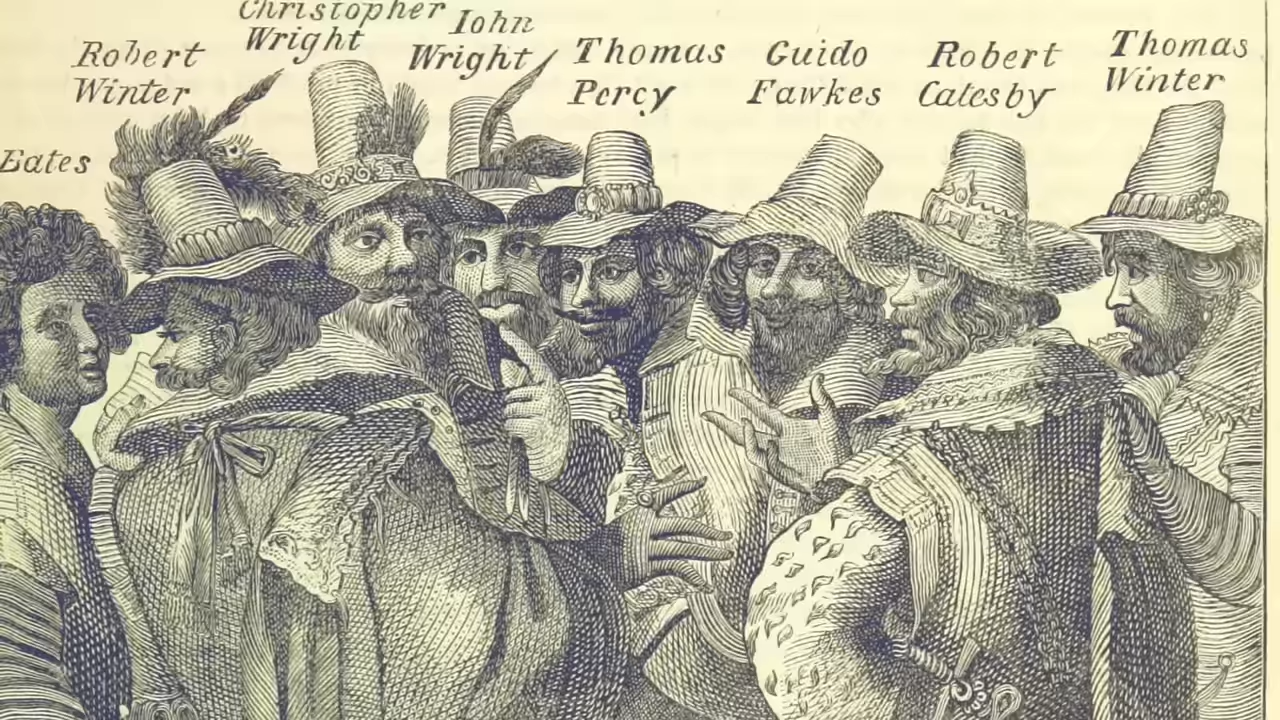 Christopher
Wright
Iohn
Wright
Robert
Winter
Thomas
Percy
Guido
Fawkes
Robert
Catesby
Thomas
Winter
Bates